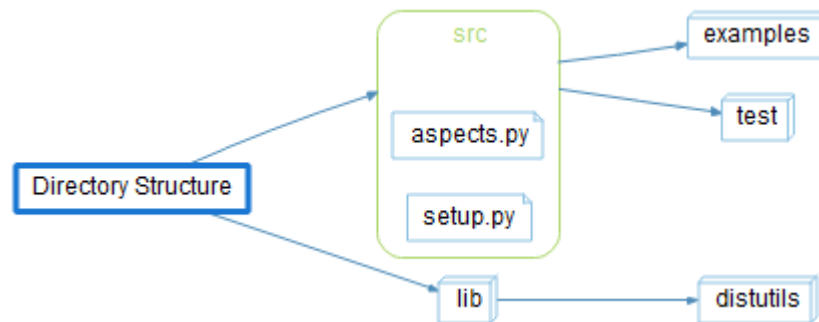 src
examples
aspects.py
test
Directory Structure
setup.py
lib
distutils